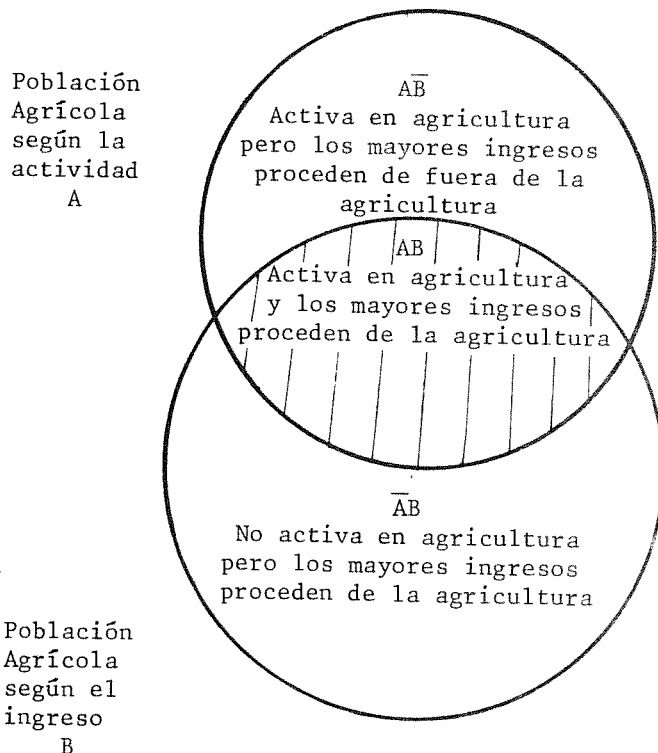 Población
Agrícola
según la
actividad
A
AB̅
Activa en agricultura
pero los mayores ingresos
proceden de fuera de la
agricultura
AB
Activa en agricultura
y los mayores ingresos
proceden de la agricultura
A̅B
No activa en agricultura
pero los mayores ingresos
proceden de la agricultura
Población
Agrícola
según el
ingreso
B